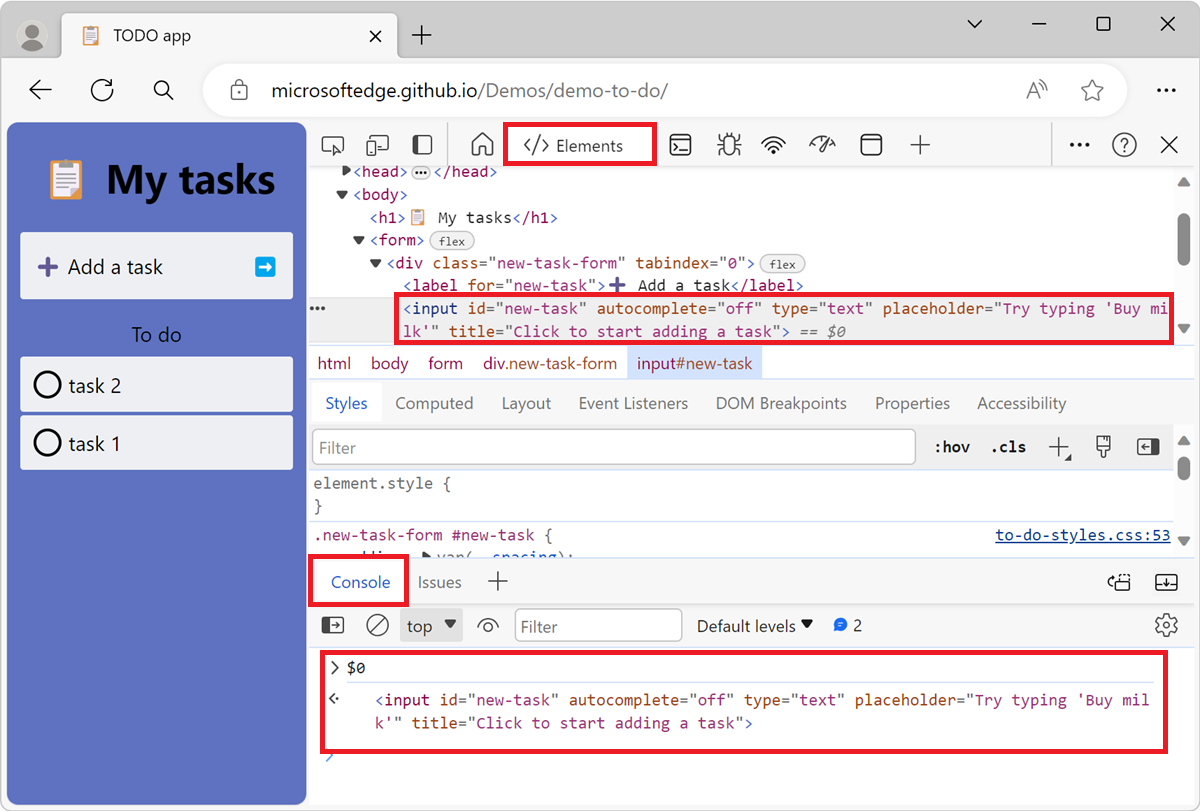 TODO app
microsoftedge.github.io/Demos/demo-to-do/
My tasks
Add a task
To do
task 2
task 1
</> Elements
<head> ••• </head>
<body>
<h1>📋 My tasks</h1>
<form> flex
<div class="new-task-form" tabindex="0"> flex
<label for="new-task">➕ Add a task</label>
••• <input id="new-task" autocomplete="off" type="text" placeholder="Try typing 'Buy mi
lk'" title="Click to start adding a task"> == $0
html body form div.new-task-form input#new-task
Styles Computed Layout Event Listeners DOM Breakpoints Properties Accessibility
Filter :hov .cls
element.style {
}
.new-task-form #new-task { to-do-styles.css:53
var(--spacing);
Console Issues
top Filter Default levels 2
> $0
<input id="new-task" autocomplete="off" type="text" placeholder="Try typing 'Buy mil
k'" title="Click to start adding a task">